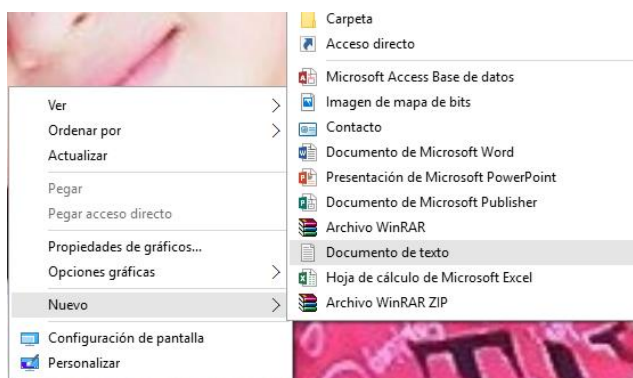 Ver
Ordenar por
Actualizar
Pegar
Pegar acceso directo
Propiedades de gráficos...
Opciones gráficas
Nuevo
Configuración de pantalla
Personalizar
Carpeta
Acceso directo
Microsoft Access Base de datos
Imagen de mapa de bits
Contacto
Documento de Microsoft Word
Presentación de Microsoft PowerPoint
Documento de Microsoft Publisher
Archivo WinRAR
Documento de texto
Hoja de cálculo de Microsoft Excel
Archivo WinRAR ZIP